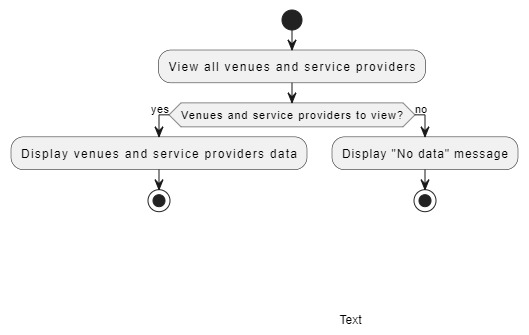 View all venues and service providers
yes
Venues and service providers to view?
no
Display venues and service providers data
Display "No data" message
Text